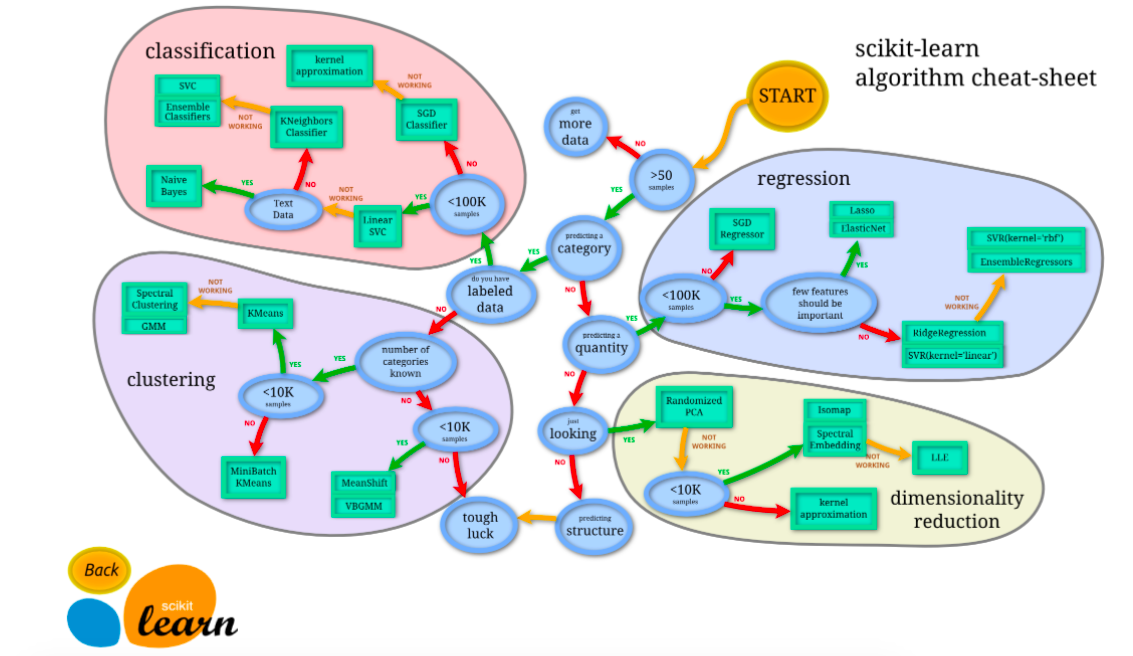 scikit-learn
algorithm cheat-sheet
START
classification
kernel
approximation
SVC
Ensemble
Classifiers
NOT
WORKING
KNeighbors
Classifier
NOT
WORKING
SGD
Classifier
Naive
Bayes
YES
Text
Data
NO
NOT
WORKING
Linear
SVC
YES
<100K
samples
NO
get
more
data
NO
>50
samples
YES
predicting a
category
YES
do you have
labeled
data
YES
NO
NO
predicting a
quantity
YES
NO
just
looking
YES
NO
predicting
structure
tough
luck
regression
SGD
Regressor
Lasso
ElasticNet
SVR(kernel='rbf')
EnsembleRegressors
<100K
samples
NO
YES
few features
should be
important
YES
NO
NOT
WORKING
RidgeRegression
SVR(kernel='linear')
clustering
Spectral
Clustering
GMM
NOT
WORKING
KMeans
YES
<10K
samples
YES
number of
categories
known
NO
NO
MiniBatch
KMeans
<10K
samples
YES
NO
MeanShift
VBGMM
dimensionality
reduction
Randomized
PCA
NOT
WORKING
<10K
samples
YES
NO
Isomap
Spectral
Embedding
NOT
WORKING
LLE
kernel
approximation
Back
scikit
learn